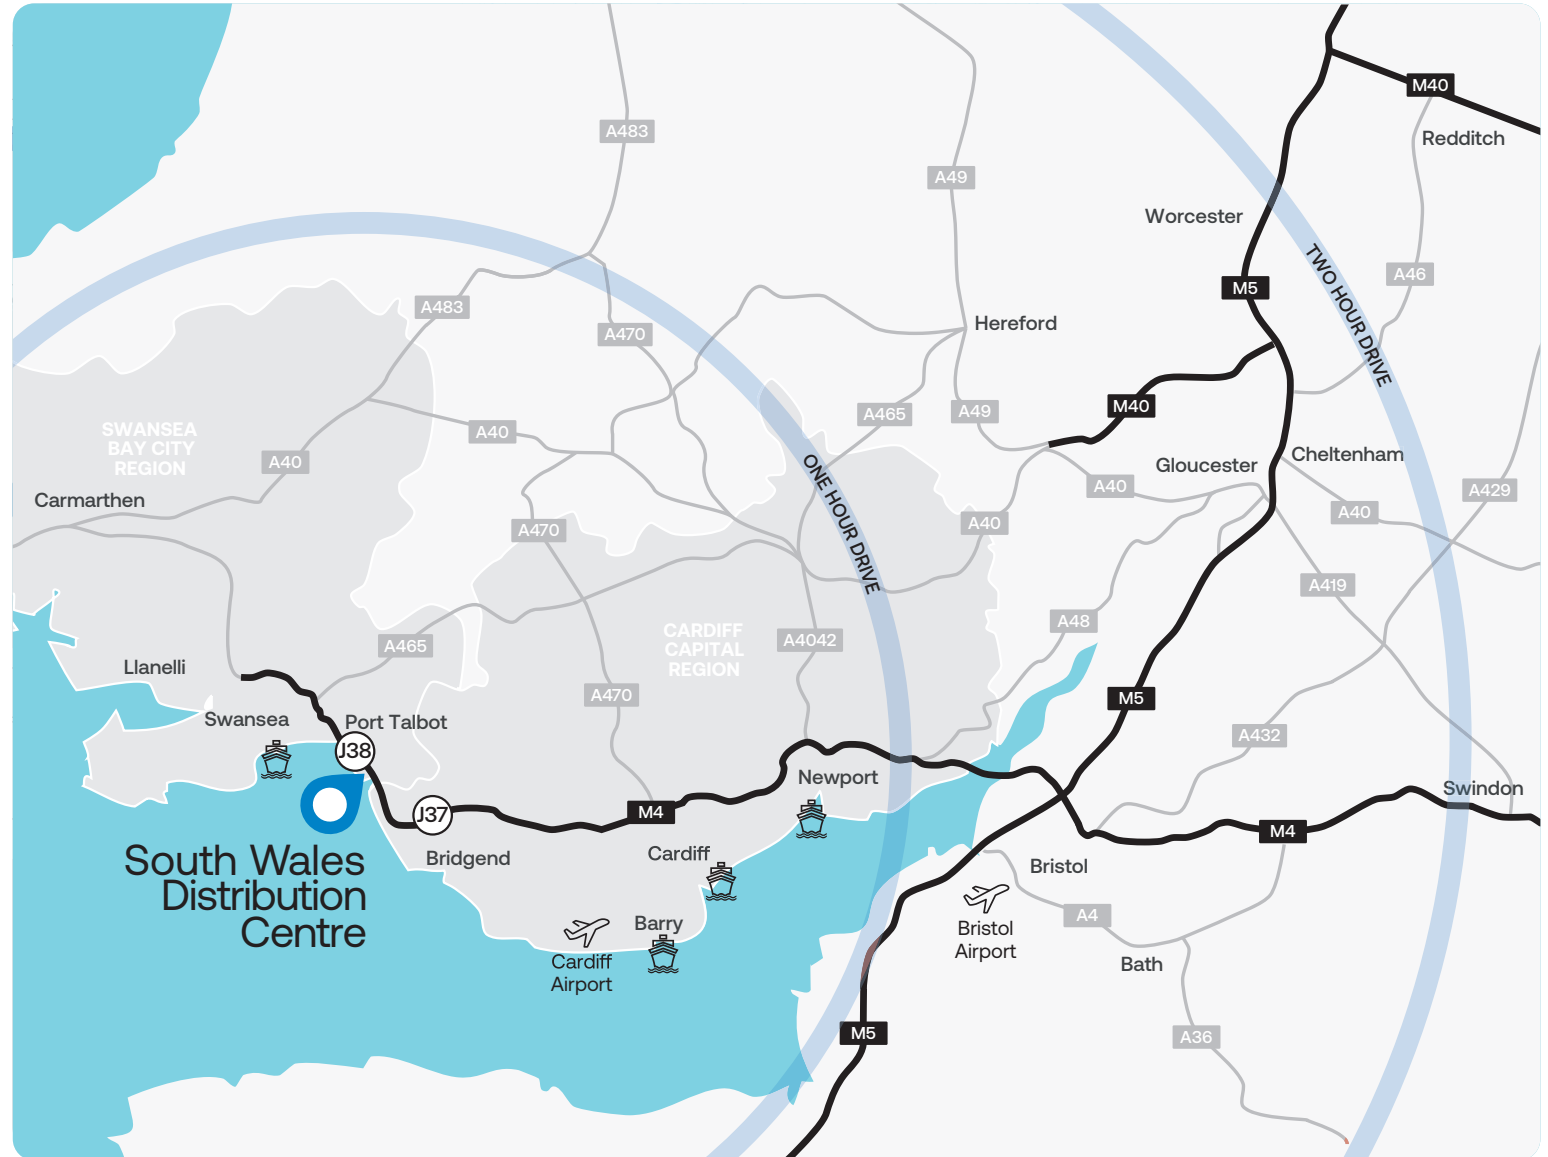 M40
Redditch
A483
A49
Worcester
TWO HOUR DRIVE
A46
M5
A483
Hereford
A470
M40
A465
A49
SWANSEA
BAY CITY
REGION
A40
A40
ONE HOUR DRIVE
Gloucester
Cheltenham
A40
A429
Carmarthen
A40
A40
A470
A419
A48
CARDIFF
CAPITAL
REGION
A4042
A465
Llanelli
A470
M5
Swansea
Port Talbot
A432
J38
Newport
Swindon
J37
M4
M4
South Wales
Distribution
Centre
Bridgend
Cardiff
Bristol
A4
Barry
Bristol
Airport
Cardiff
Airport
Bath
M5
A36